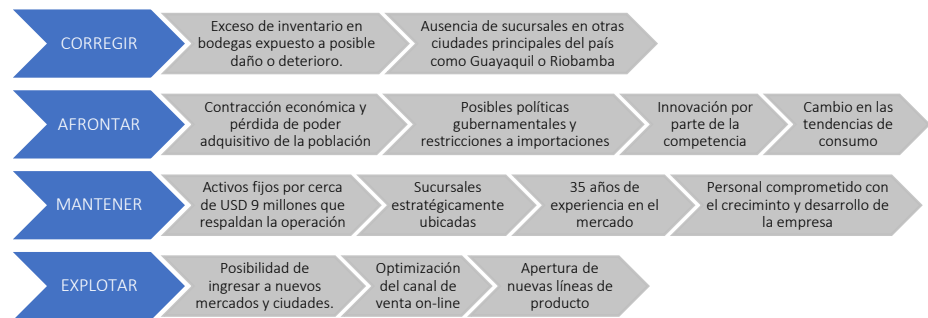 CORREGIR
Exceso de inventario en
bodegas expuesto a posible
daño o deterioro.
Ausencia de sucursales en otras
ciudades principales del país
como Guayaquil o Riobamba
AFRONTAR
Contracción económica y
pérdida de poder
adquisitivo de la población
Posibles políticas
gubernamentales y
restricciones a importaciones
Innovación por
parte de la
competencia
Cambio en las
tendencias de
consumo
MANTENER
Activos fijos por cerca
de USD 9 millones que
respaldan la operación
Sucursales
estratégicamente
ubicadas
35 años de
experiencia en el
mercado
Personal comprometido con
el creciminto y desarrollo de
la empresa
EXPLOTAR
Posibilidad de
ingresar a nuevos
mercados y ciudades.
Optimización
del canal de
venta on-line
Apertura de
nuevas líneas de
producto